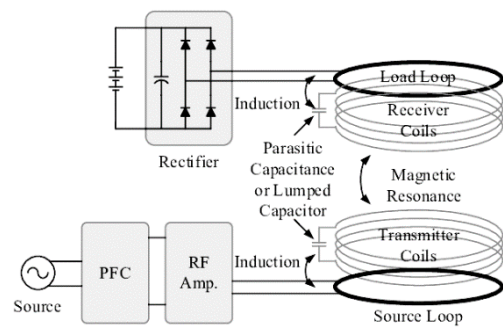 Load Loop
Induction
Receiver
Coils
Rectifier
Parasitic
Capacitance
or Lumped
Capacitor
Magnetic
Resonance
Transmitter
Coils
PFC
RF
Amp.
Induction
Source
Source Loop